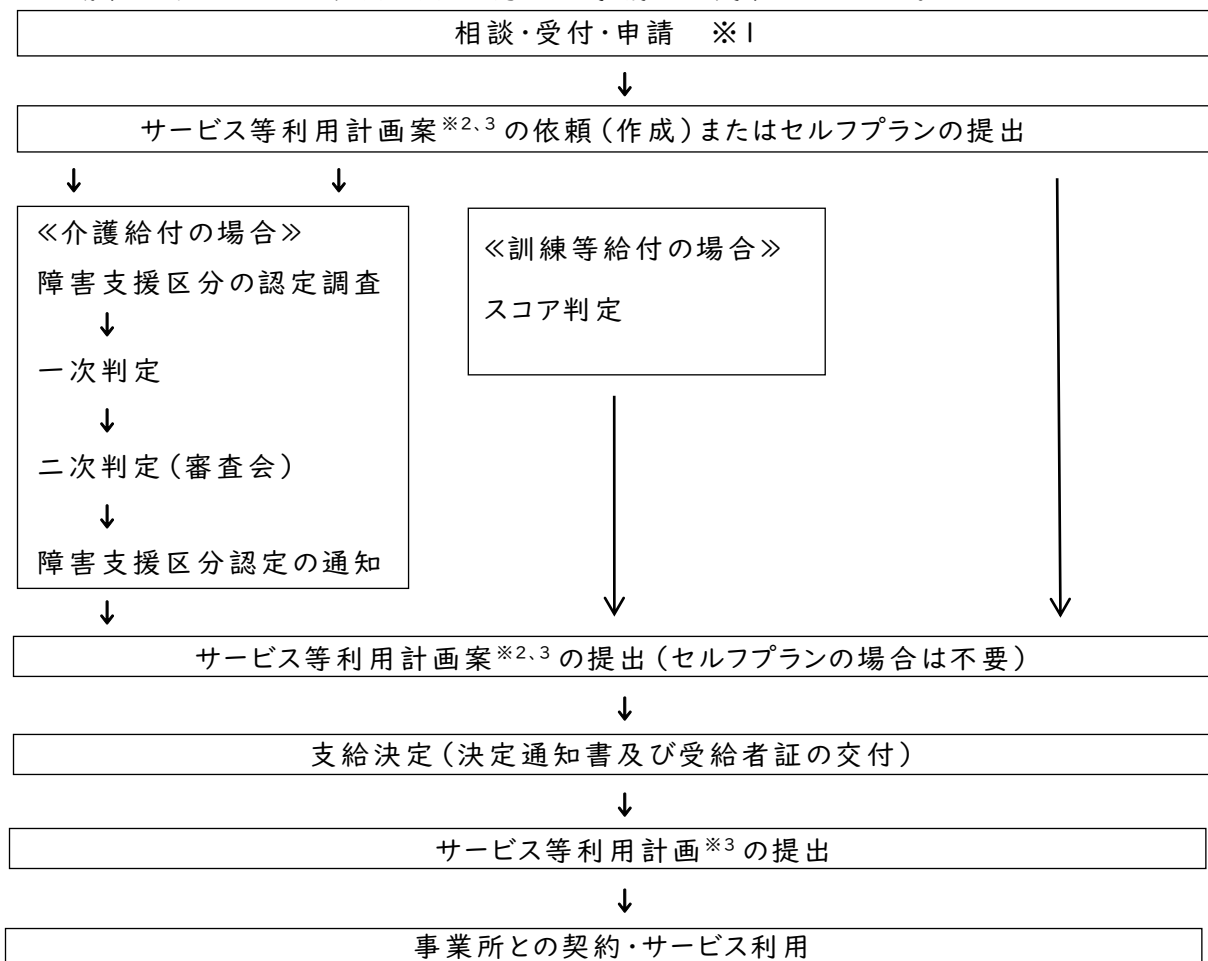 相談・受付・申請　※1
↓
サービス等利用計画案※2、3の依頼(作成)またはセルフプランの提出
↓ ↓
≪介護給付の場合≫
障害支援区分の認定調査
↓
一次判定
↓
二次判定(審査会)
↓
障害支援区分認定の通知
↓
≪訓練等給付の場合≫
スコア判定
サービス等利用計画案※2、3の提出(セルフプランの場合は不要)
↓
支給決定(決定通知書及び受給者証の交付)
↓
サービス等利用計画※3の提出
↓
事業所との契約・サービス利用